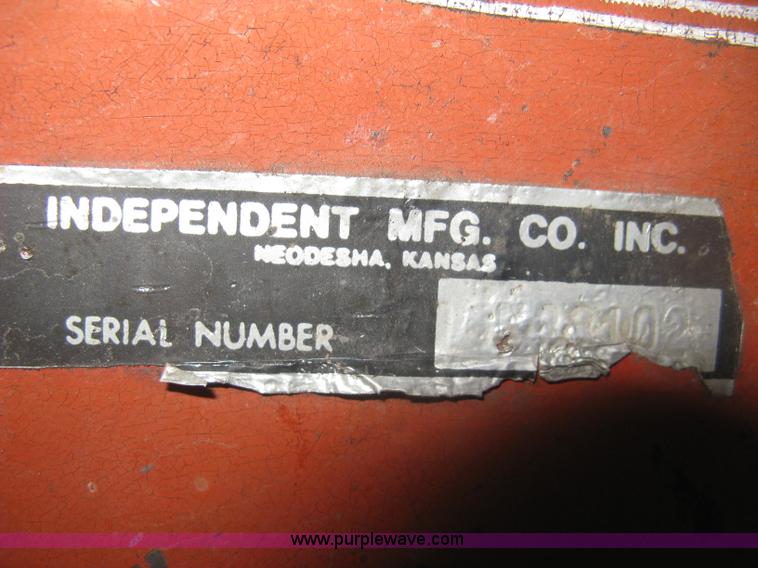 INDEPENDENT MFG. CO. INC.
NEODESHA, KANSAS
SERIAL NUMBER
www.purplewave.com